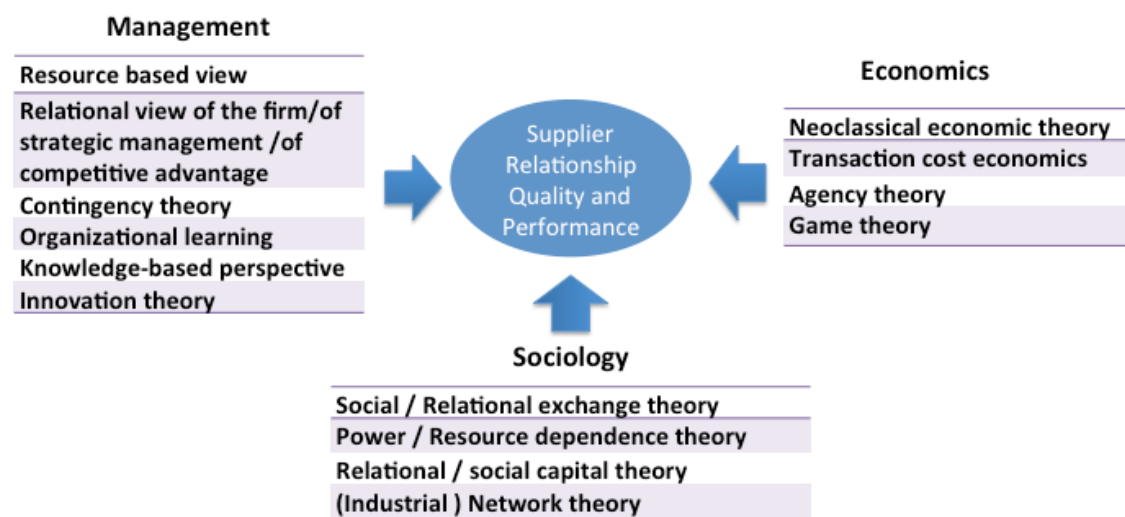 Management
Resource based view
Relational view of the firm/of
strategic management /of
competitive advantage
Contingency theory
Organizational learning
Knowledge-based perspective
Innovation theory
Supplier
Relationship
Quality and
Performance
Economics
Neoclassical economic theory
Transaction cost economics
Agency theory
Game theory
Sociology
Social / Relational exchange theory
Power / Resource dependence theory
Relational / social capital theory
(Industrial ) Network theory